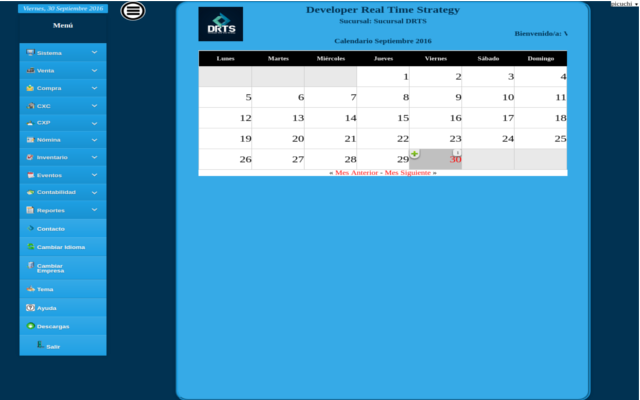 Viernes, 30 Septiembre 2016
picuchi
Menú
Sistema
Venta
Compra
CXC
CXP
Nómina
Inventario
Eventos
Contabilidad
Reportes
Contacto
Cambiar Idioma
Cambiar
Empresa
Tema
Ayuda
Descargas
Salir
DRTS
Developer Real Time Strategy
Sucursal: Sucursal DRTS
Bienvenido/a:
Calendario Septiembre 2016
Lunes Martes Miércoles Jueves Viernes Sábado Domingo
1 2 3 4
5 6 7 8 9 10 11
12 13 14 15 16 17 18
19 20 21 22 23 24 25
26 27 28 29 30
« Mes Anterior - Mes Siguiente »